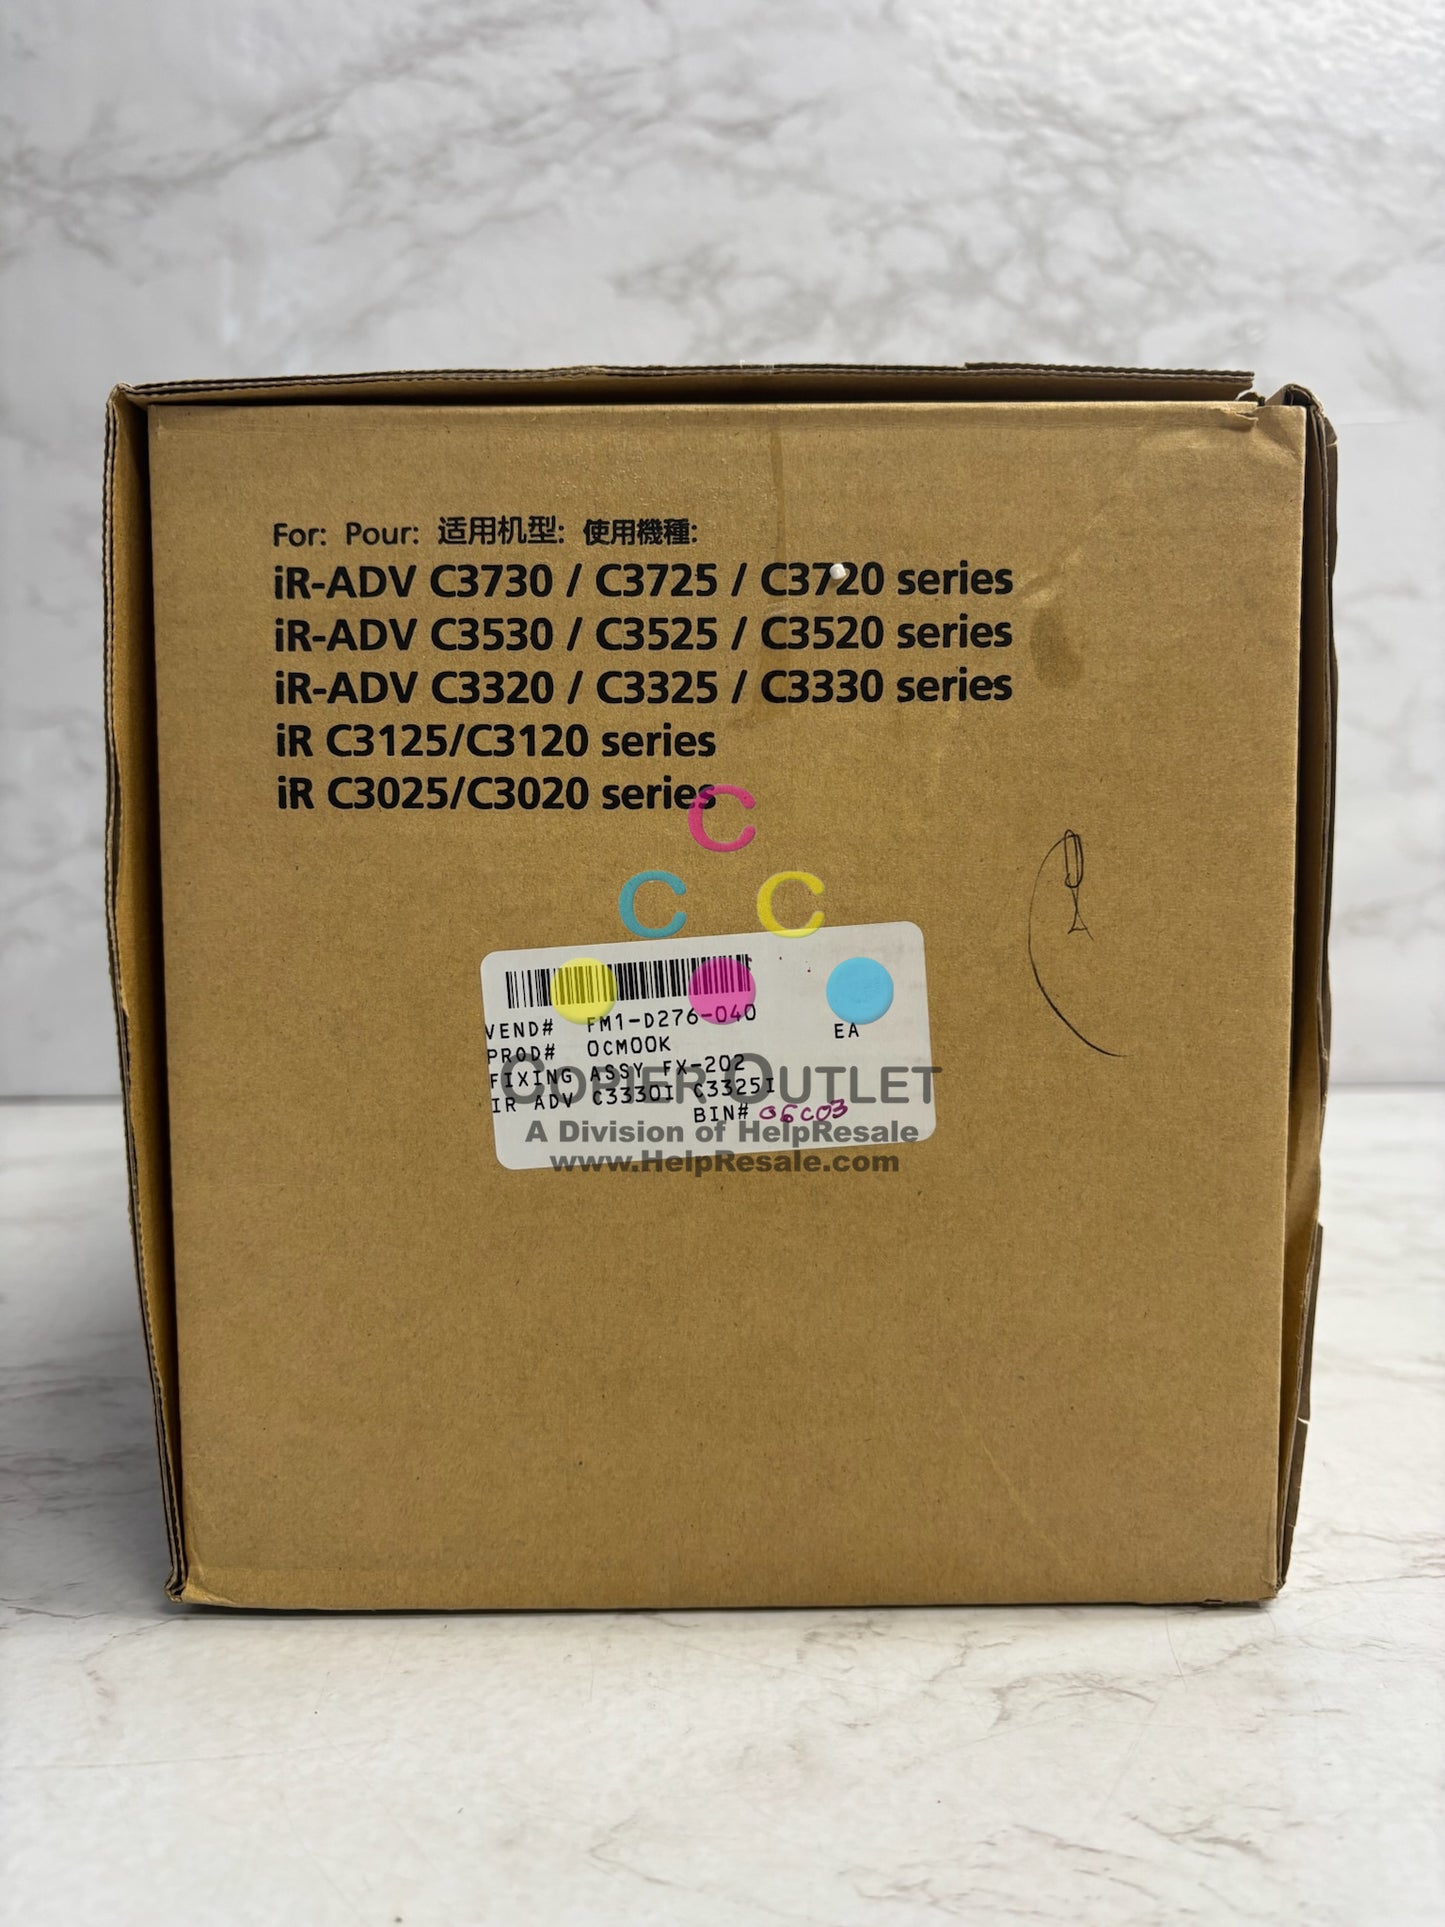 For: Pour: 适用机型: 使用機種:
iR-ADV C3730 / C3725 / C3720 series
iR-ADV C3530 / C3525 / C3520 series
iR-ADV C3320 / C3325 / C3330 series
iR C3125/C3120 series
iR C3025/C3020 series
C
C C
VEND# FM1-D276-040 EA
PROD# OCMOOK
FIXING ASSY FX-202
COPIER OUTLET
IR ADV C3330I C3325I
BIN# 06C03
A Division of HelpResale
www.HelpResale.com